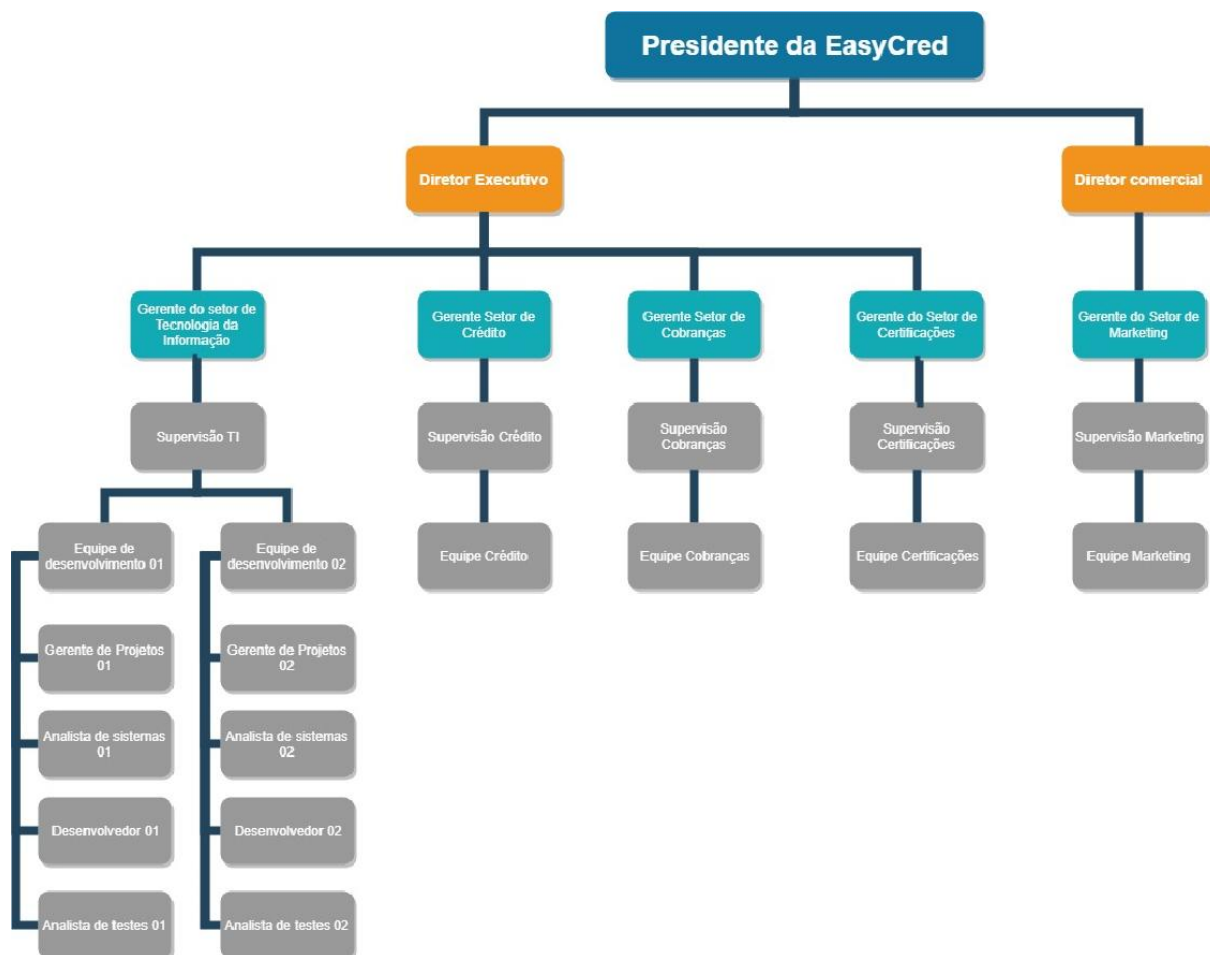 Presidente da EasyCred
Diretor Executivo
Diretor comercial
Gerente do setor de
Tecnologia da
Informação
Gerente Setor de
Crédito
Gerente Setor de
Cobranças
Gerente do Setor de
Certificações
Gerente do Setor de
Marketing
Supervisão TI
Supervisão Crédito
Supervisão
Cobranças
Supervisão
Certificações
Supervisão Marketing
Equipe de
desenvolvimento 01
Equipe de
desenvolvimento 02
Equipe Crédito
Equipe Cobranças
Equipe Certificações
Equipe Marketing
Gerente de Projetos
01
Gerente de Projetos
02
Analista de sistemas
01
Analista de sistemas
02
Desenvolvedor 01
Desenvolvedor 02
Analista de testes 01
Analista de testes 02